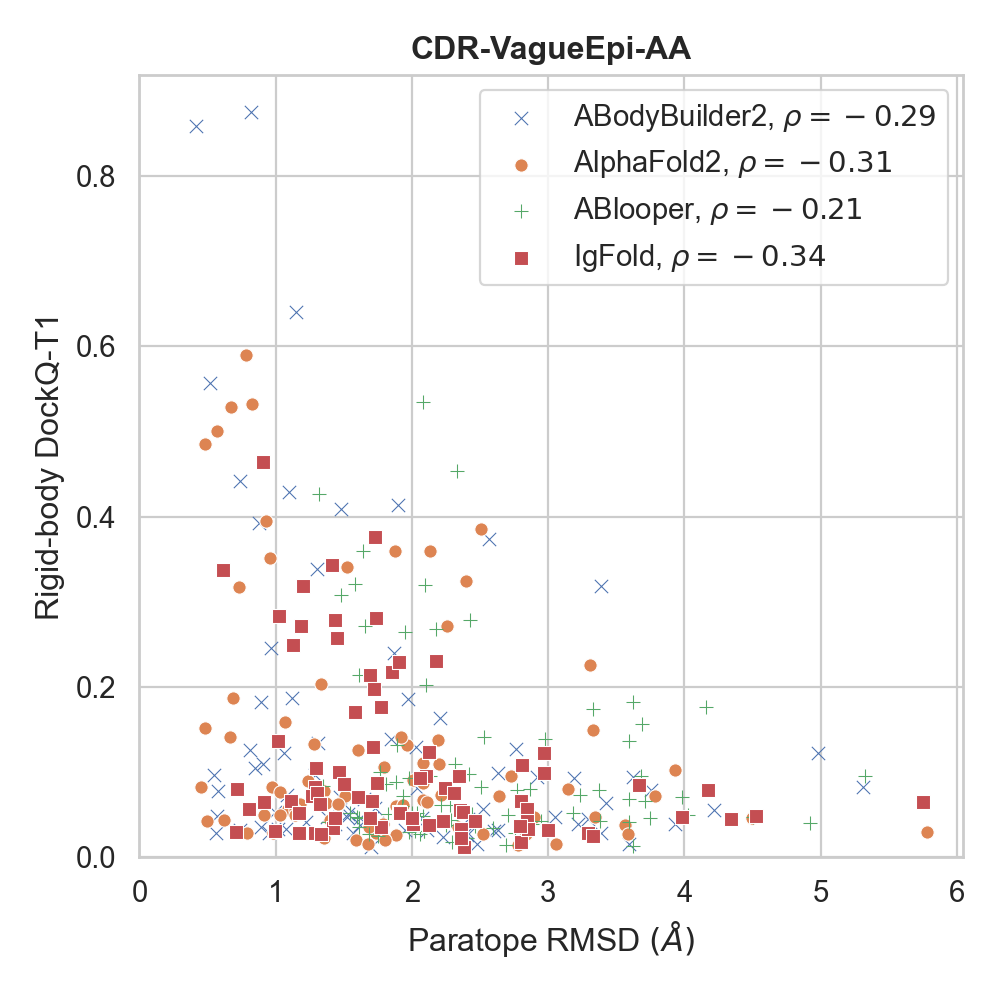 CDR-VagueEpi-AA
ABodyBuilder2, ρ = −0.29
AlphaFold2, ρ = −0.31
ABlooper, ρ = −0.21
IgFold, ρ = −0.34
Rigid-body DockQ-T1
0.8
0.6
0.4
0.2
0.0
0 1 2 3 4 5 6
Paratope RMSD (Å)